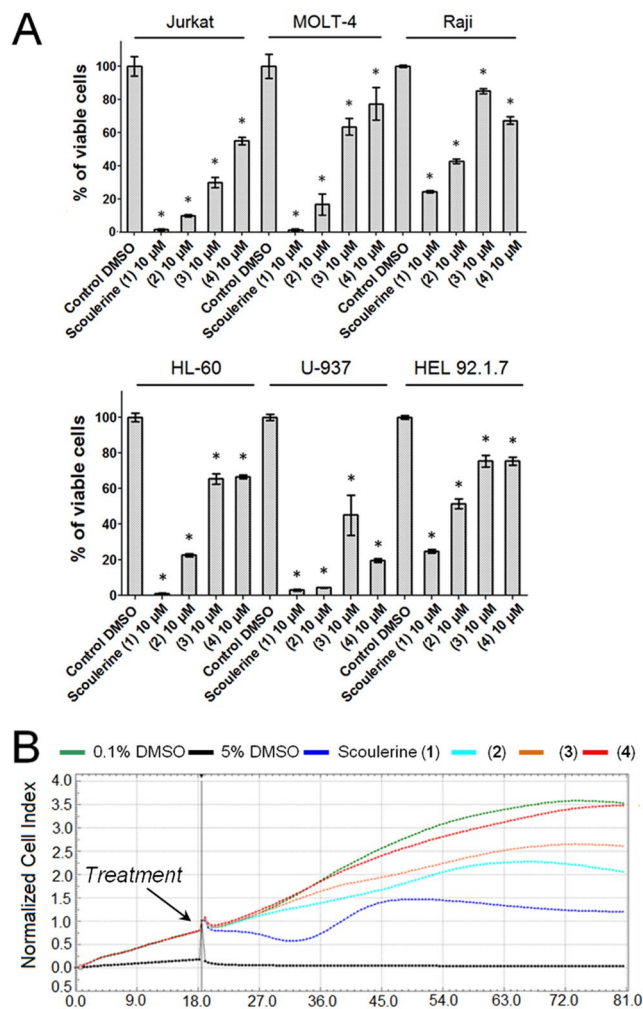 A
Jurkat MOLT-4 Raji
% of viable cells
100
80
60
40
20
0
* * * * * * * * * * * *
Control DMSO
Scoulerine (1) 10 µM
(2) 10 µM
(3) 10 µM
(4) 10 µM
Control DMSO
Scoulerine (1) 10 µM
(2) 10 µM
(3) 10 µM
(4) 10 µM
Control DMSO
Scoulerine (1) 10 µM
(2) 10 µM
(3) 10 µM
(4) 10 µM
HL-60 U-937 HEL 92.1.7
% of viable cells
100
80
60
40
20
0
* * * * * * * * * * * *
Control DMSO
Scoulerine (1) 10 µM
(2) 10 µM
(3) 10 µM
(4) 10 µM
Control DMSO
Scoulerine (1) 10 µM
(2) 10 µM
(3) 10 µM
(4) 10 µM
Control DMSO
Scoulerine (1) 10 µM
(2) 10 µM
(3) 10 µM
(4) 10 µM
B
0.1% DMSO 5% DMSO Scoulerine (1) (2) (3) (4)
Normalized Cell Index
4.0
3.5
3.0
2.5
2.0
1.5
1.0
0.5
0.0
0.5
Treatment
0.0 9.0 18.0 27.0 36.0 45.0 54.0 63.0 72.0 81.0